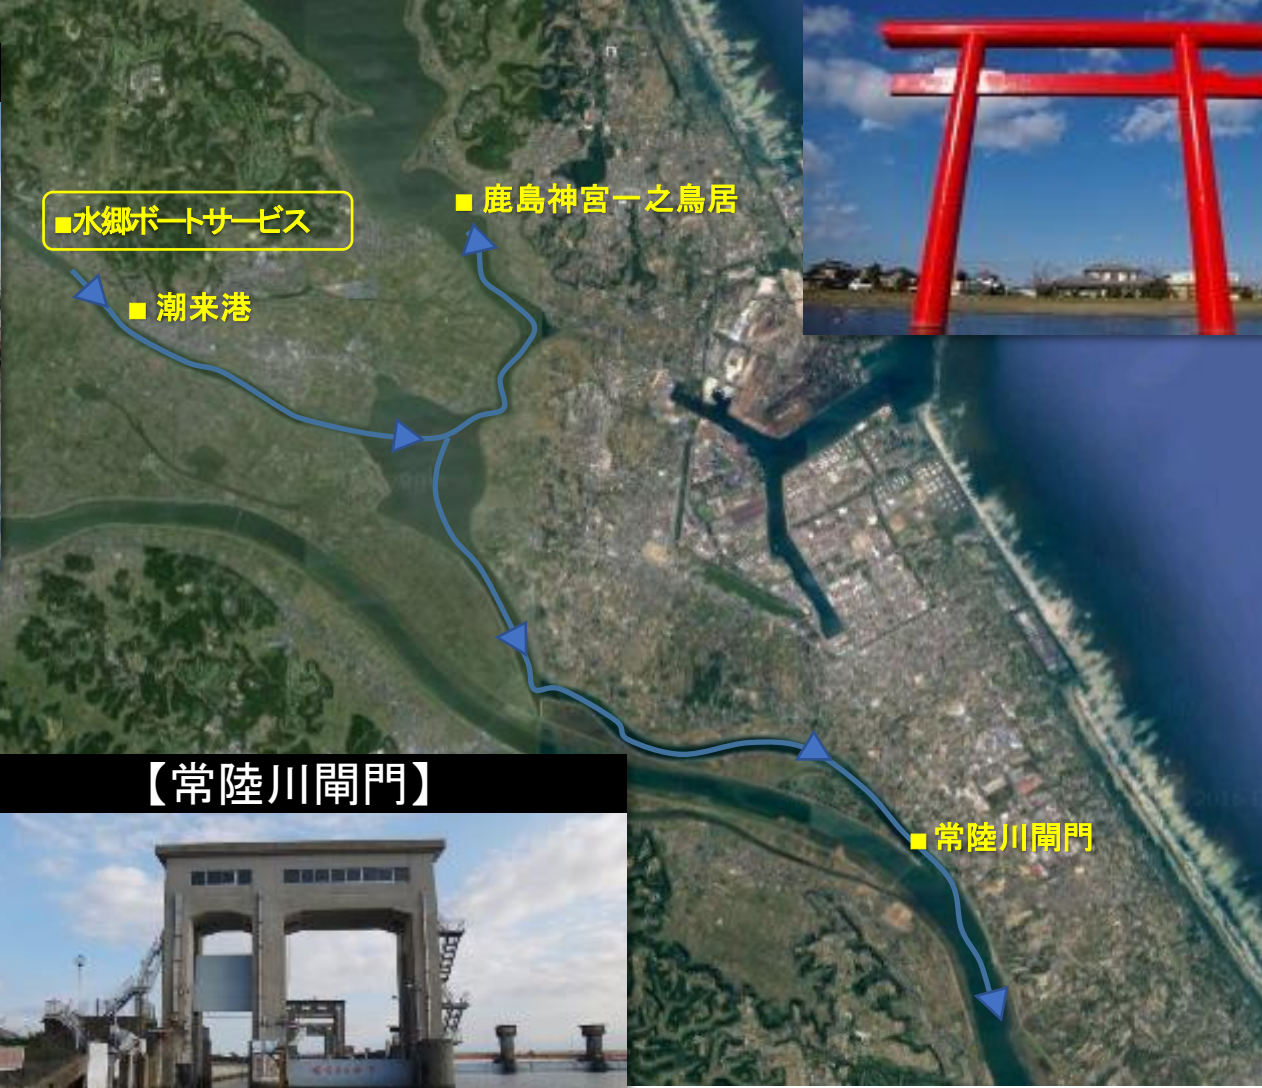 ■ 鹿島神宮一之鳥居
■水郷ボートサービス
■ 潮来港
【常陸川閘門】
■ 常陸川閘門